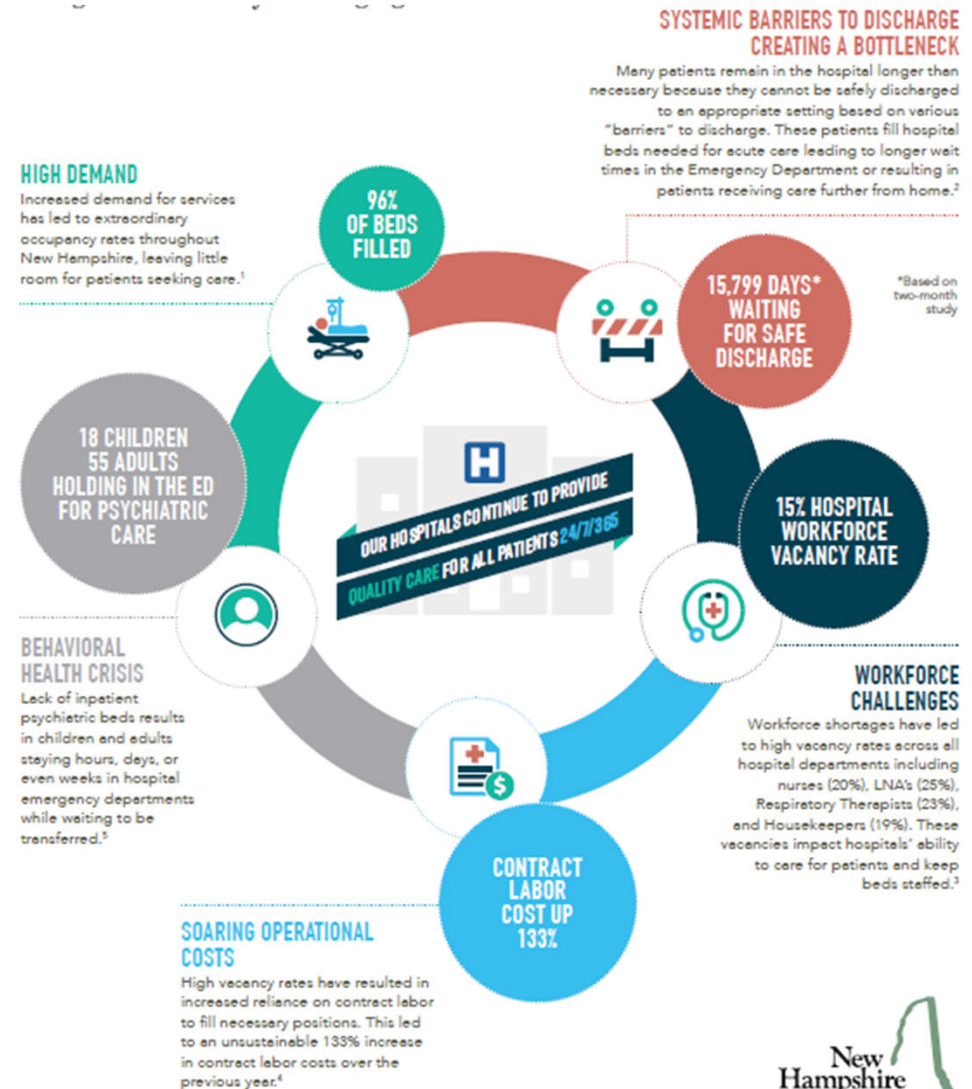 SYSTEMIC BARRIERS TO DISCHARGE
CREATING A BOTTLENECK
Many patients remain in the hospital longer than
necessary because they cannot be safely discharged
to an appropriate setting based on various
“barriers” to discharge. These patients fill hospital
beds needed for acute care leading to longer wait
times in the Emergency Department or resulting in
patients receiving care further from home.²
HIGH DEMAND
Increased demand for services
has led to extraordinary
occupancy rates throughout
New Hampshire, leaving little
room for patients seeking care.¹
96%
OF BEDS
FILLED
15,799 DAYS*
WAITING
FOR SAFE
DISCHARGE
*Based on
two-month
study
18 CHILDREN
55 ADULTS
HOLDING IN THE ED
FOR PSYCHIATRIC
CARE
H
OUR HOSPITALS CONTINUE TO PROVIDE
QUALITY CARE FOR ALL PATIENTS 24/7/365
15% HOSPITAL
WORKFORCE
VACANCY RATE
BEHAVIORAL
HEALTH CRISIS
Lack of inpatient
psychiatric beds results
in children and adults
staying hours, days, or
even weeks in hospital
emergency departments
while waiting to be
transferred.⁵
WORKFORCE
CHALLENGES
Workforce shortages have led
to high vacancy rates across all
hospital departments including
nurses (20%), LNA's (25%),
Respiratory Therapists (23%),
and Housekeepers (19%). These
vacancies impact hospitals' ability
to care for patients and keep
beds staffed.³
$
CONTRACT
LABOR
COST UP
133%
SOARING OPERATIONAL
COSTS
High vacancy rates have resulted in
increased reliance on contract labor
to fill necessary positions. This led
to an unsustainable 133% increase
in contract labor costs over the
previous year.⁴
New
Hampshire